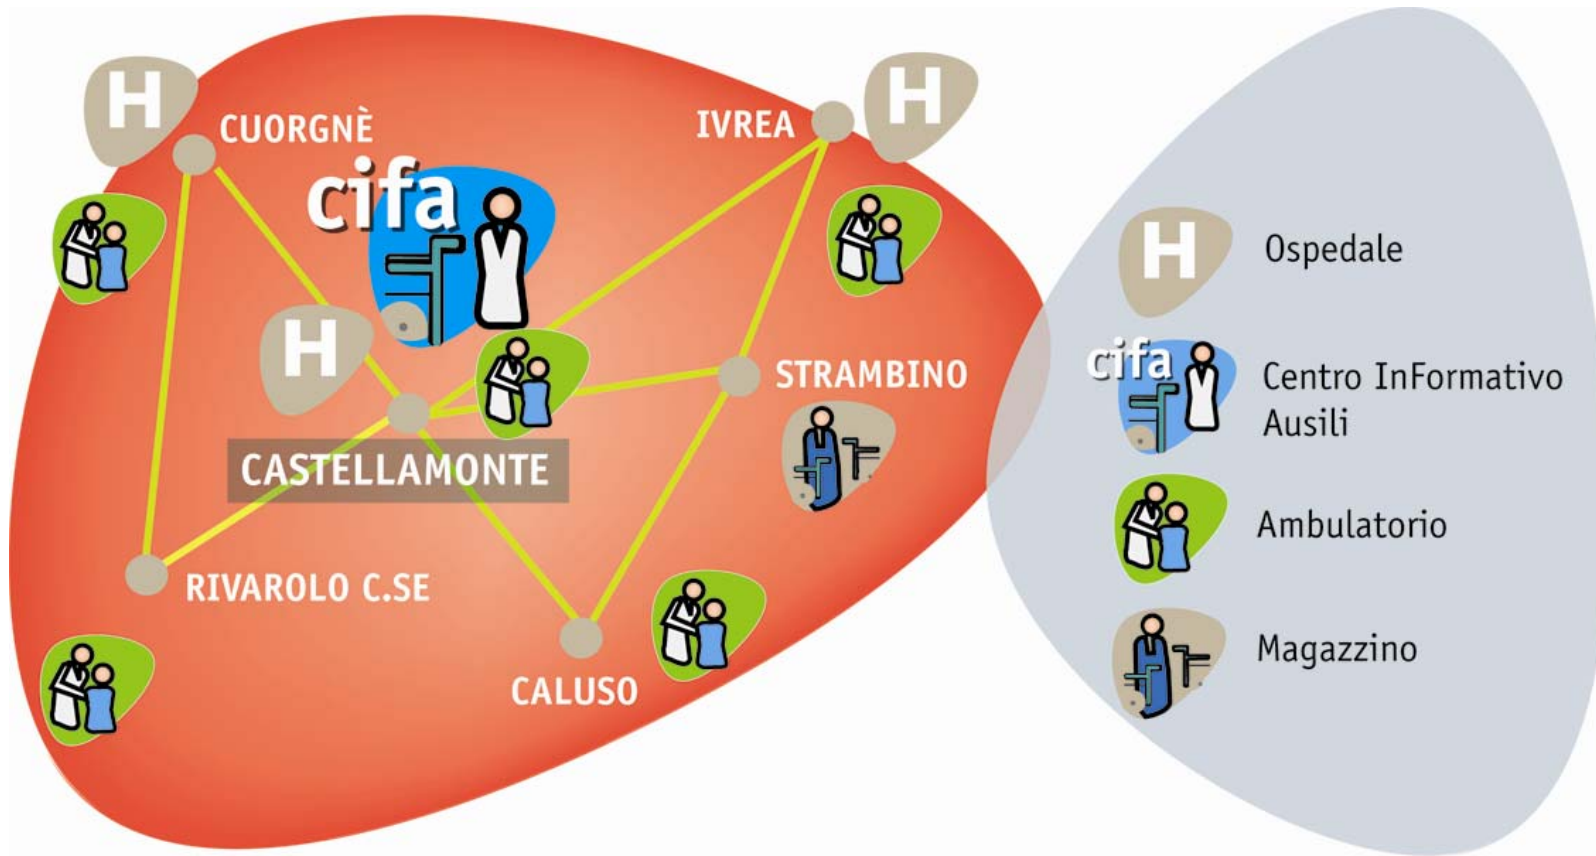 H
CUORGNÈ
IVREA
H
cifa
H
STRAMBINO
CASTELLAMONTE
RIVAROLO C.SE
CALUSO
H
Ospedale
cifa
Centro InFormativo
Ausili
Ambulatorio
Magazzino